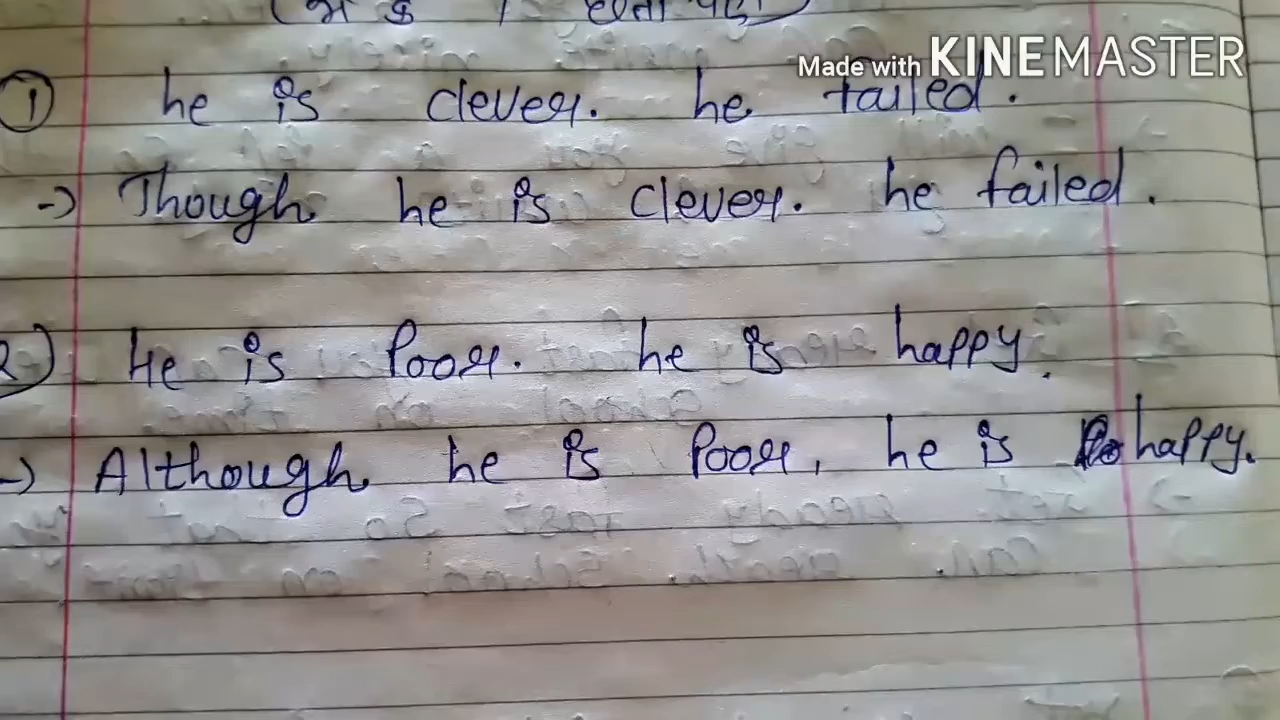 Made with KINEMASTER
① he is clever. he failed.
-> Though he is clever. he failed.
2) He is Poor. he is happy.
-> Although he is Poor, he is happy.